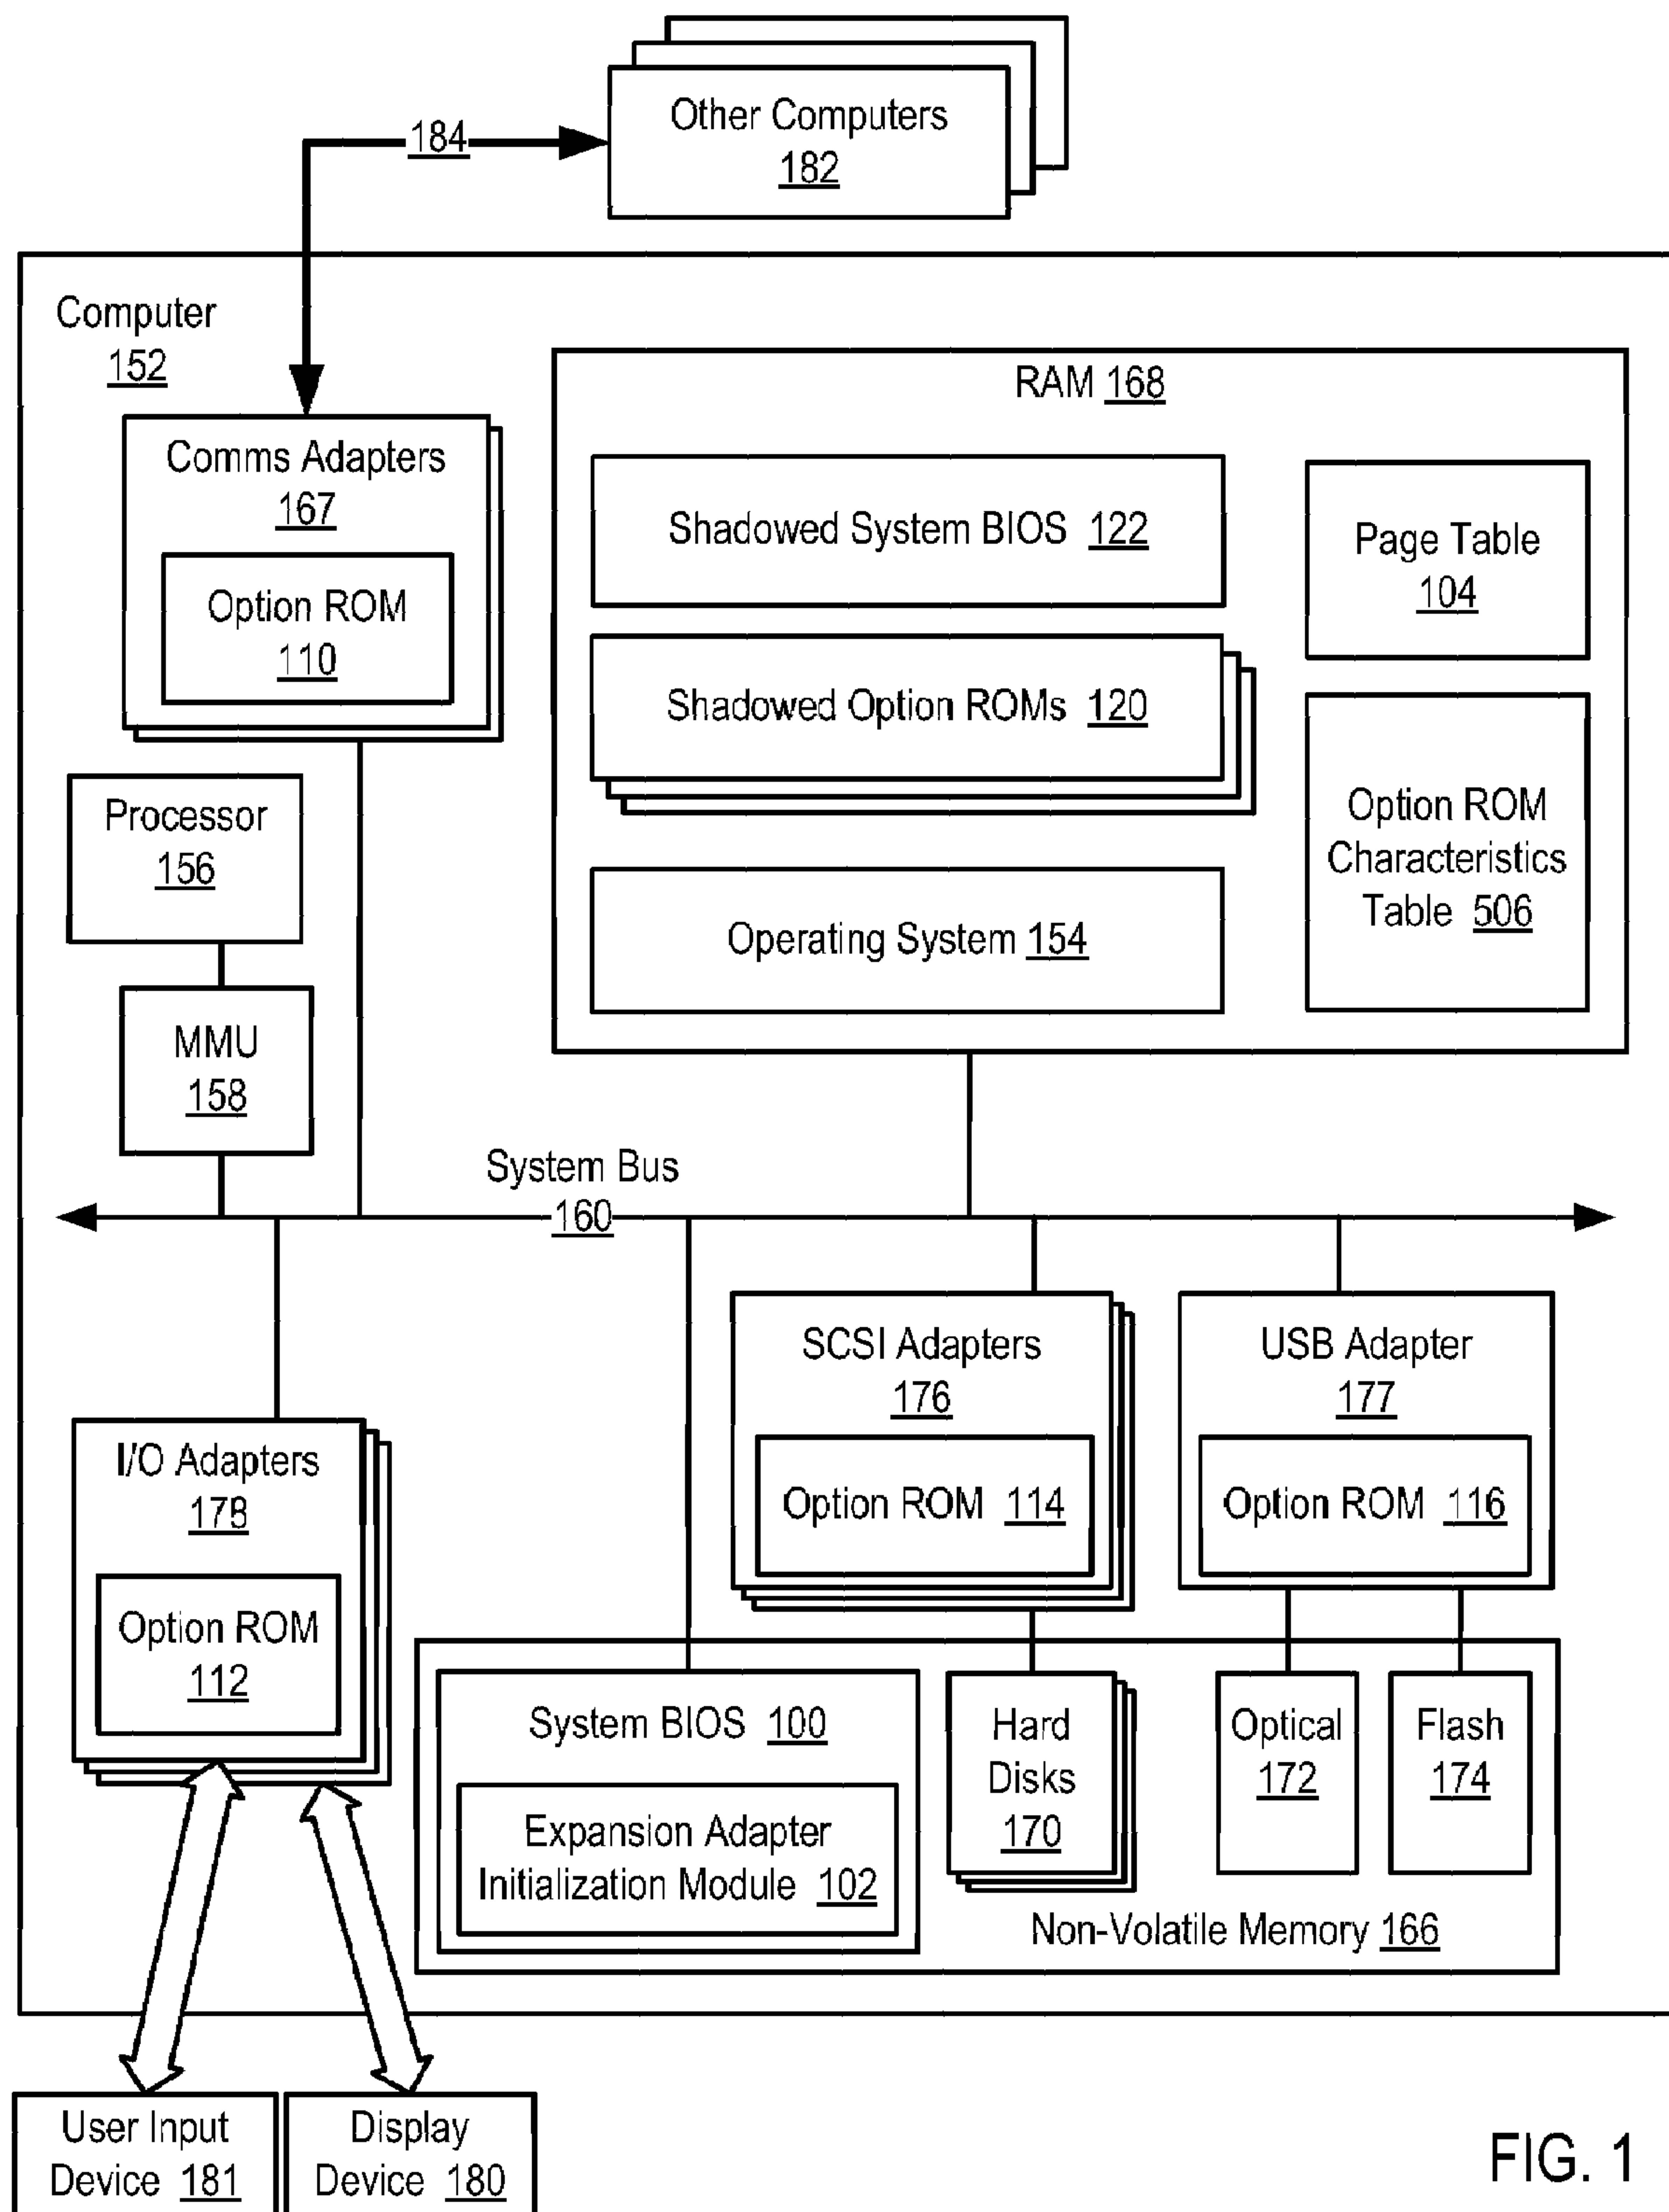 Other Computers
182
184
Computer
152
RAM 168
Comms Adapters
167
Option ROM
110
Shadowed System BIOS 122
Page Table
104
Shadowed Option ROMs 120
Option ROM
Characteristics
Table 506
Operating System 154
Processor
156
MMU
158
System Bus
160
SCSI Adapters
176
Option ROM 114
USB Adapter
177
Option ROM 116
I/O Adapters
178
Option ROM
112
System BIOS 100
Expansion Adapter
Initialization Module 102
Hard
Disks
170
Optical
172
Flash
174
Non-Volatile Memory 166
User Input
Device 181
Display
Device 180
FIG. 1